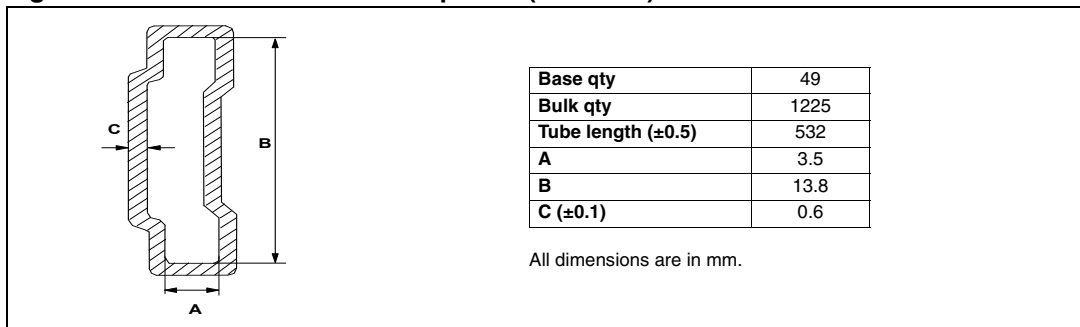 C
B
A
Base qty 49
Bulk qty 1225
Tube length (±0.5) 532
A 3.5
B 13.8
C (±0.1) 0.6
All dimensions are in mm.